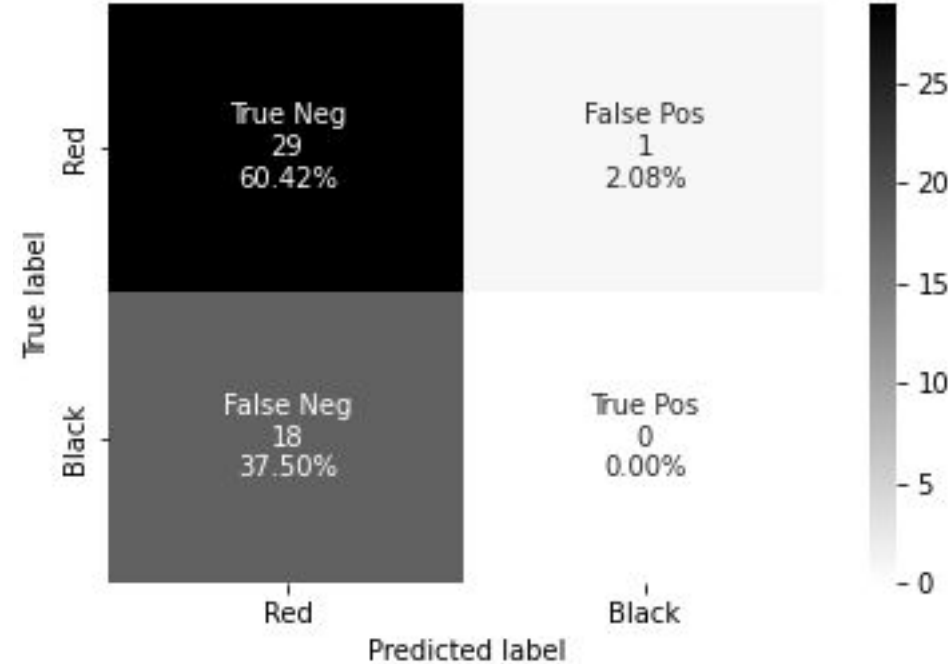 True Neg
29
60.42%
False Pos
1
2.08%
False Neg
18
37.50%
True Pos
0
0.00%
Red
Black
True label
Red
Black
Predicted label
25
20
15
10
5
0